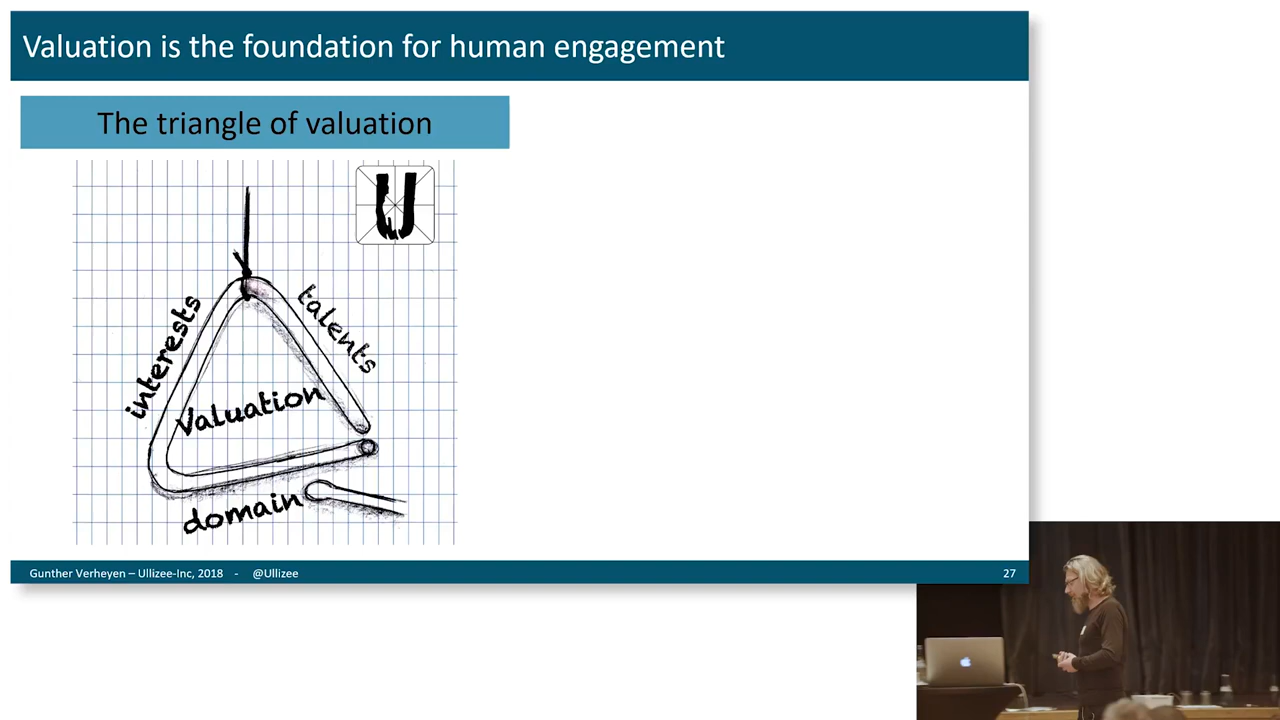 Valuation is the foundation for human engagement
The triangle of valuation
U
interests
talents
Valuation
domain
Gunther Verheyen – Ullizee-Inc, 2018 - @Ullizee
27